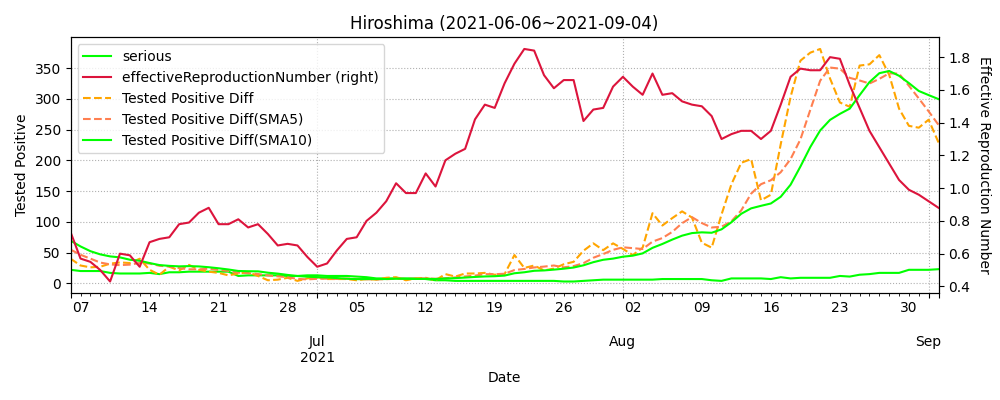 Hiroshima (2021-06-06~2021-09-04)
serious
effectiveReproductionNumber (right)
Tested Positive Diff
Tested Positive Diff(SMA5)
Tested Positive Diff(SMA10)
Tested Positive
350
300
250
200
150
100
50
0
1.8
1.6
1.4
1.2
1.0
0.8
0.6
0.4
Effective Reproduction Number
07 14 21 28 05 12 19 26 02 09 16 23 30
Jul Aug Sep
2021
Date